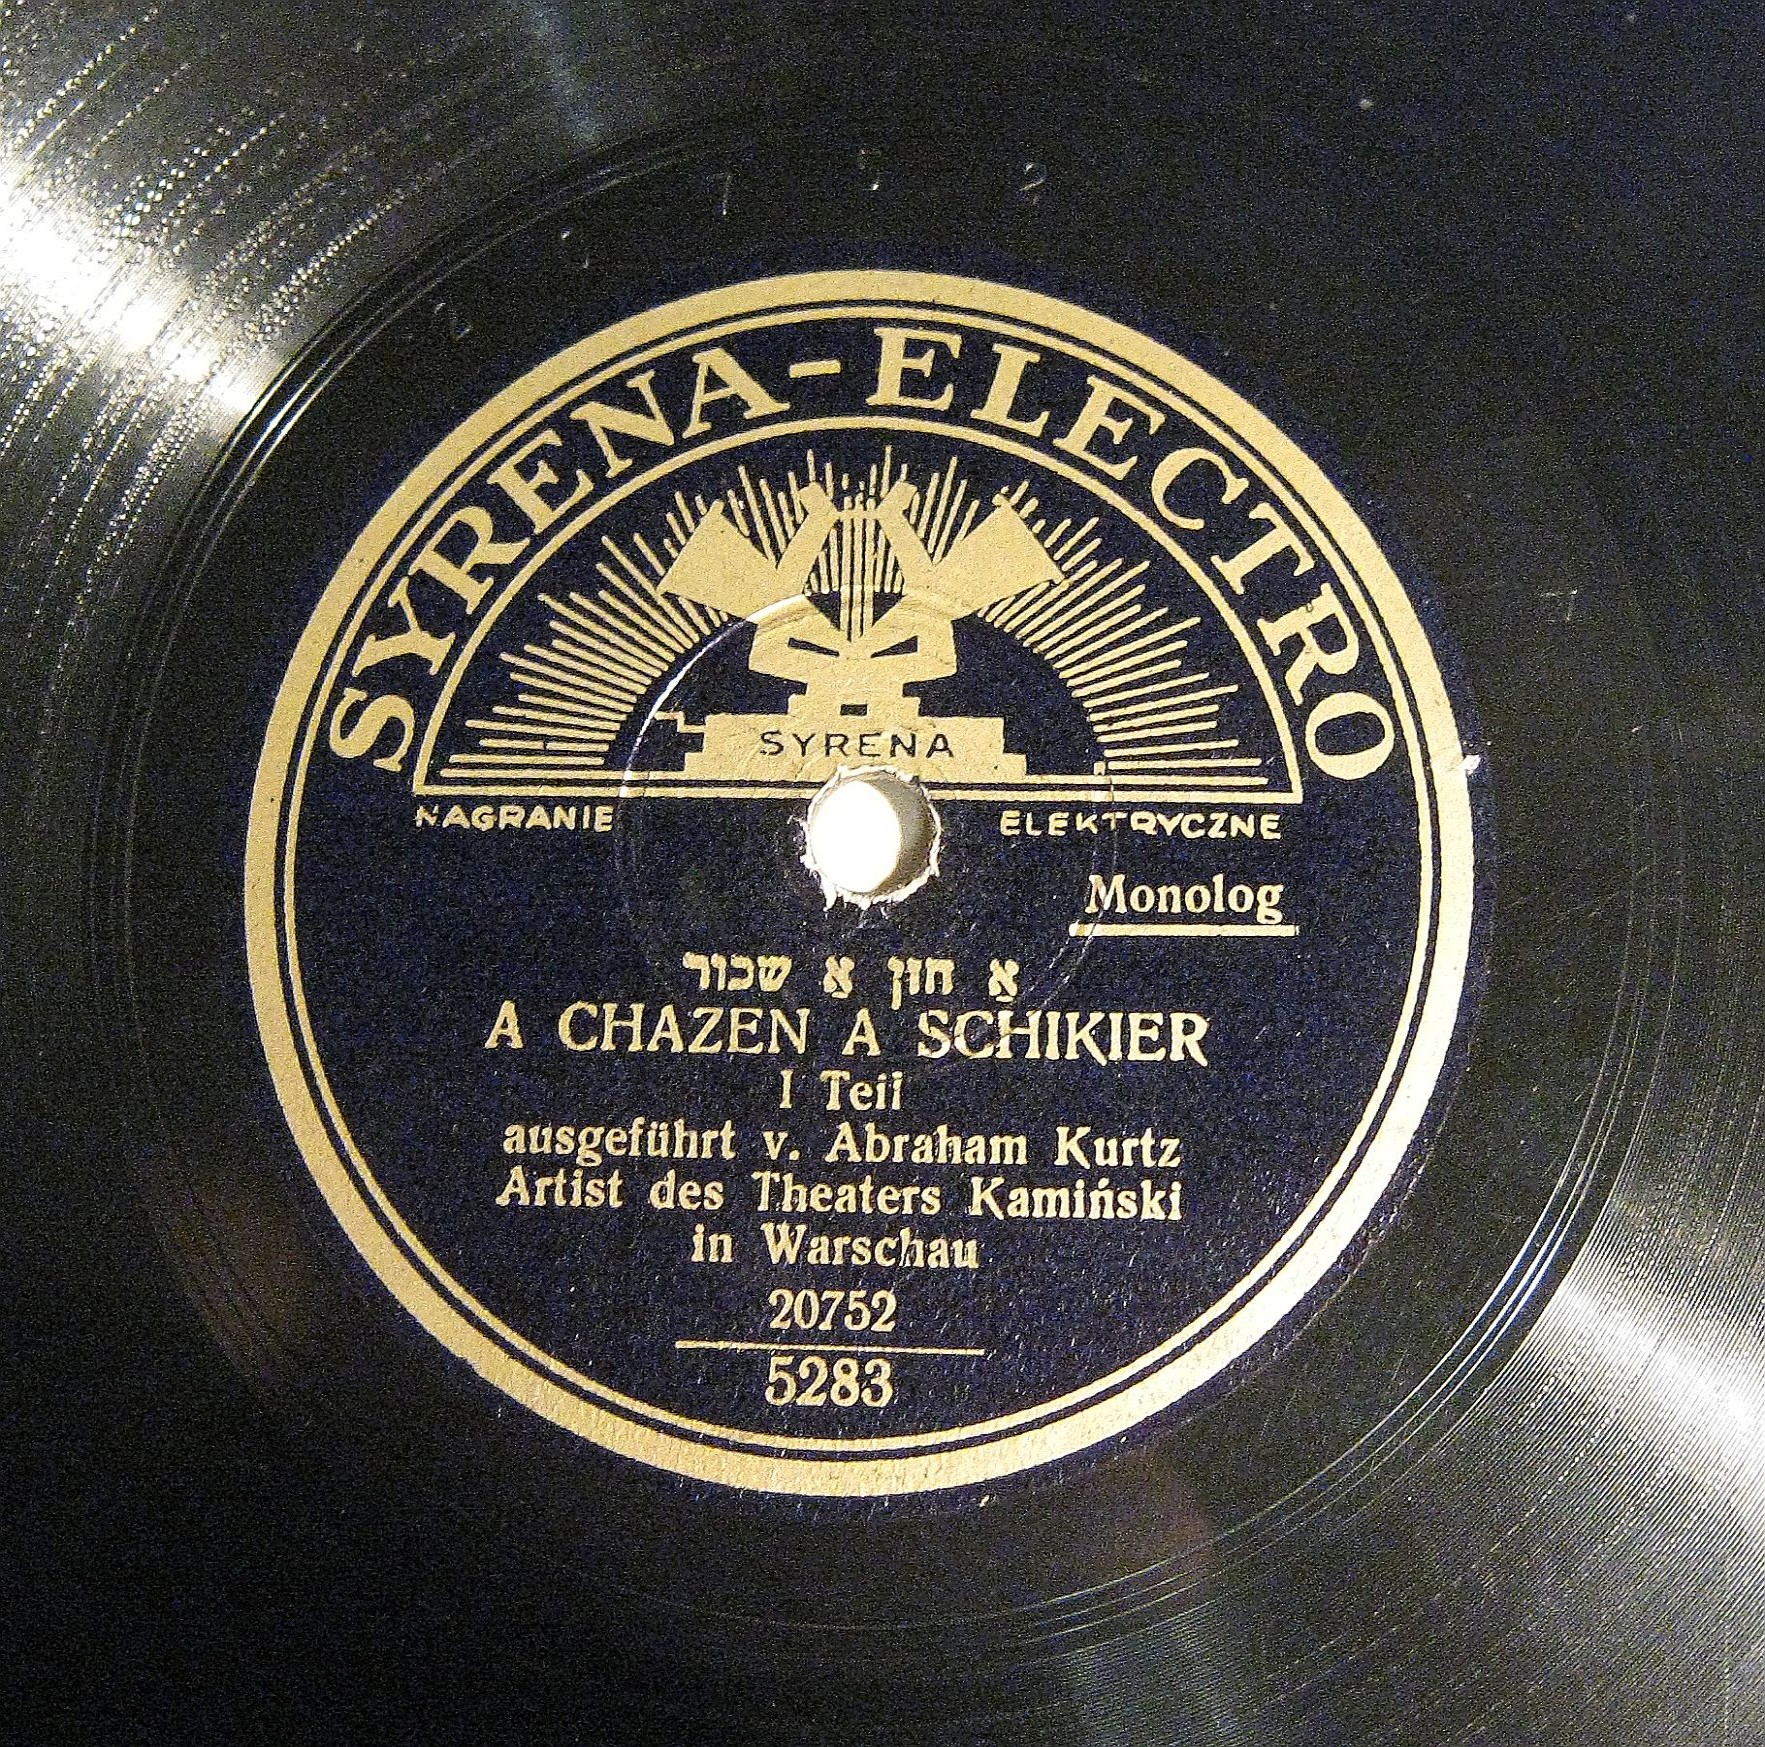 SYRENA-ELECTRO
SYRENA
NAGRANIE ELEKTRYCZNE
Monolog
אַ חזן אַ שכור
A CHAZEN A SCHIKIER
I Teil
ausgeführt v. Abraham Kurtz
Artist des Theaters Kamiński
in Warschau
20752
5283